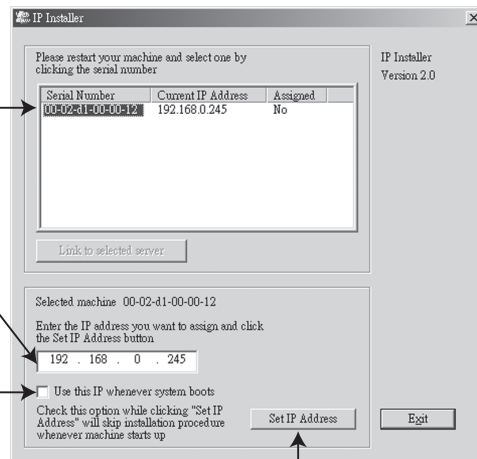 IP Installer
Please restart your machine and select one by
clicking the serial number
Serial Number Current IP Address Assigned
00-02-d1-00-00-12 192.168.0.245 No
Link to selected server
IP Installer
Version 2.0
Selected machine 00-02-d1-00-00-12
Enter the IP address you want to assign and click
the Set IP Address button
192 . 168 . 0 . 245
Use this IP whenever system boots
Check this option while clicking "Set IP
Address" will skip installation procedure
whenever machine starts up
Set IP Address
Exit